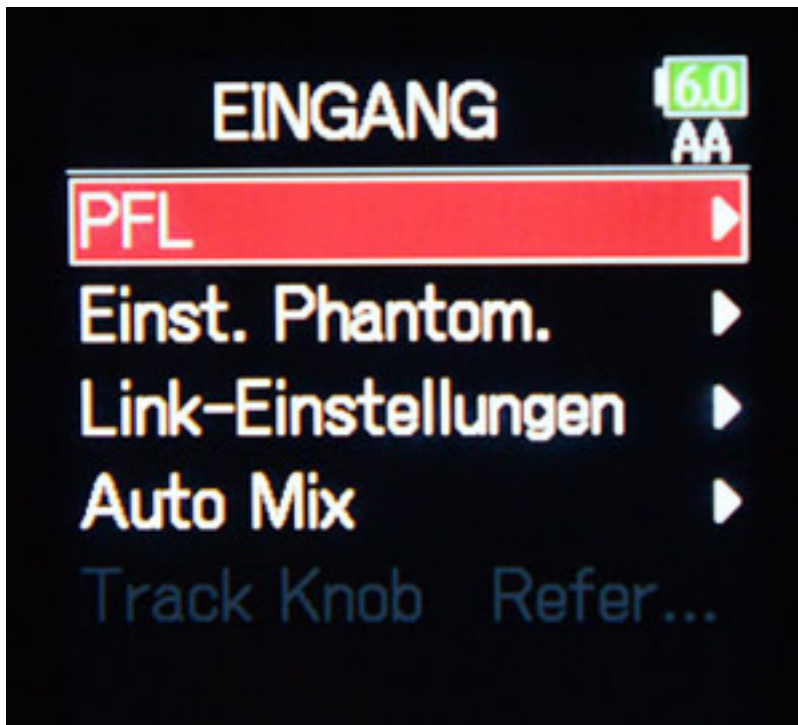 EINGANG
6.0
AA
PFL
Einst. Phantom.
Link-Einstellungen
Auto Mix
Track Knob Refer...